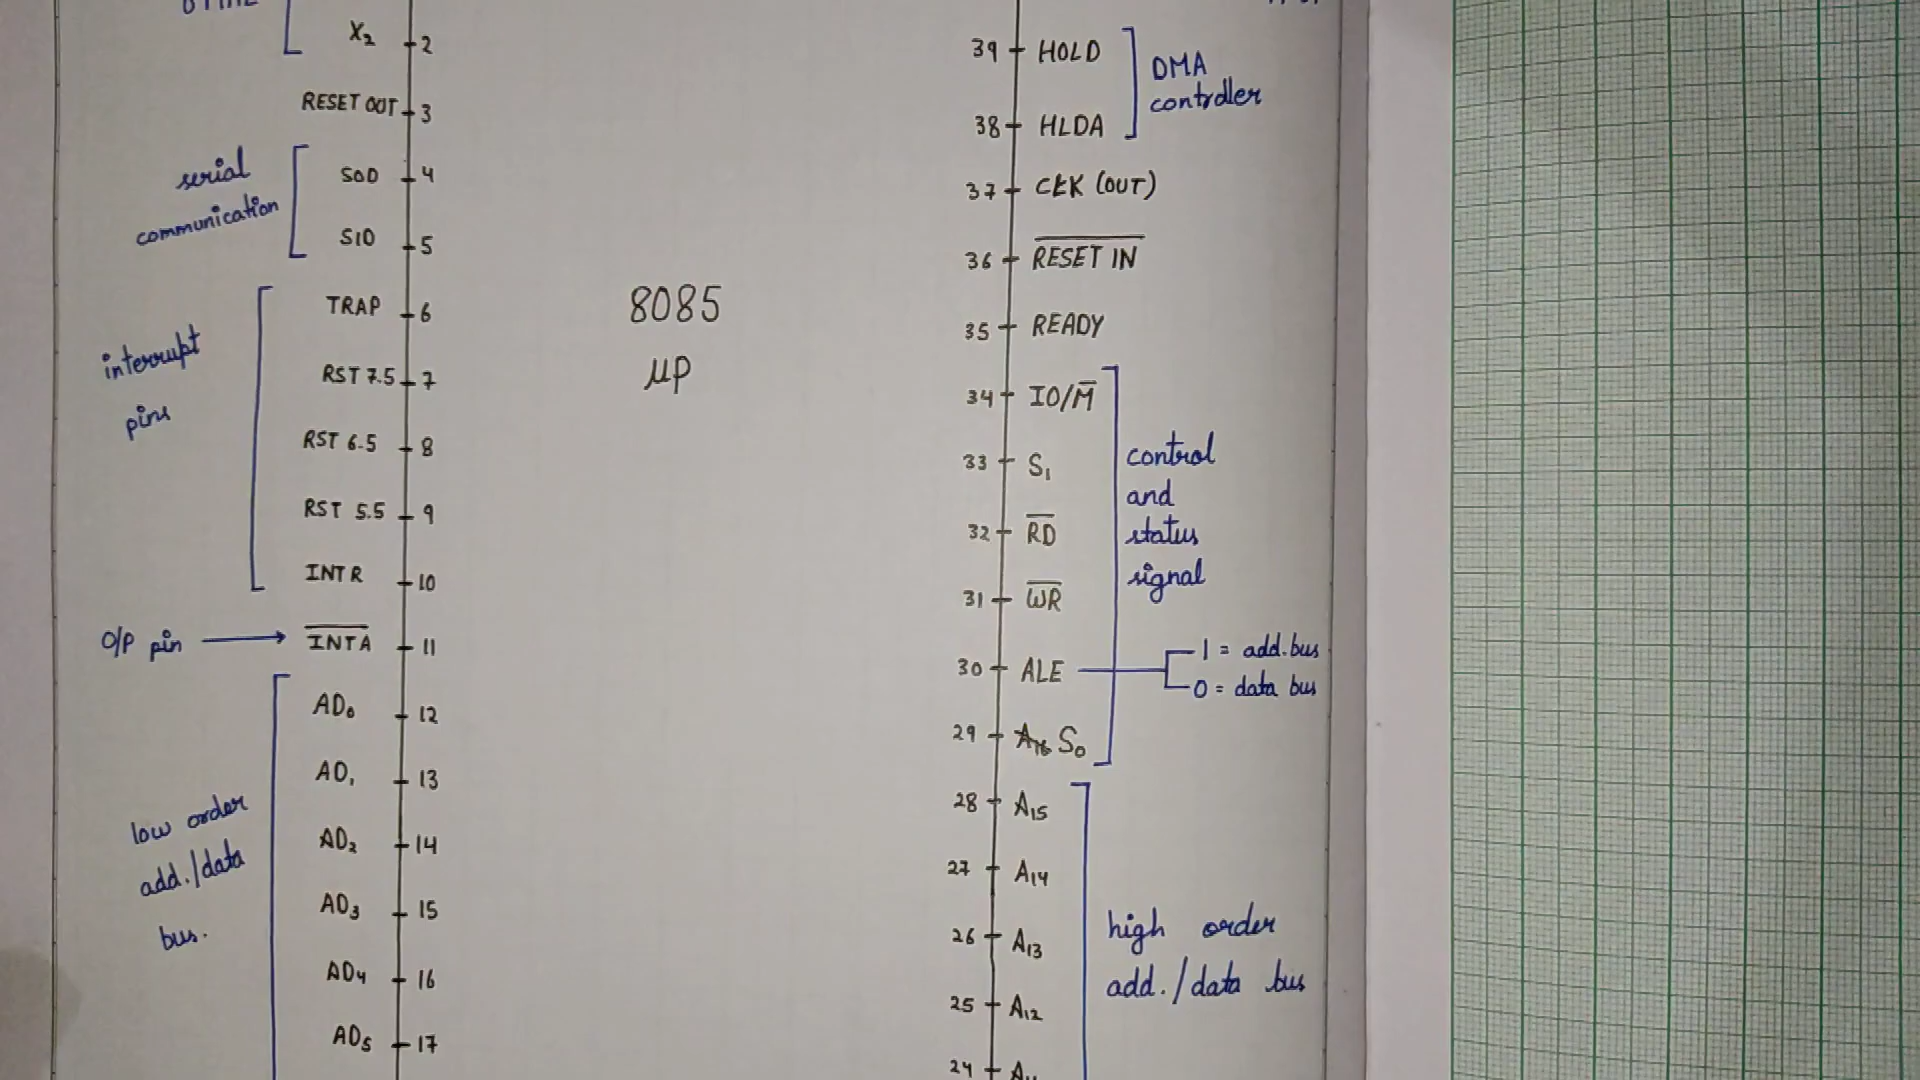 X₂ 2
RESET OUT 3
serial
communication
SOD 4
SID 5
interrupt
pins
TRAP 6
RST 7.5 7
RST 6.5 8
RST 5.5 9
INTR 10
O/P pin → I̅N̅T̅A̅ 11
low order
add./data
bus.
AD₀ 12
AD₁ 13
AD₂ 14
AD₃ 15
AD₄ 16
AD₅ 17
8085
μP
39 HOLD
38 HLDA
DMA
controller
37 CLK (OUT)
36 R̅E̅S̅E̅T̅ I̅N̅
35 READY
34 IO/M̅
33 S₁
32 R̅D̅
31 W̅R̅
30 ALE
1 = add.bus
0 = data bus
29 S₀
control
and
status
signal
28 A₁₅
27 A₁₄
26 A₁₃
25 A₁₂
24
high order
add./data bus